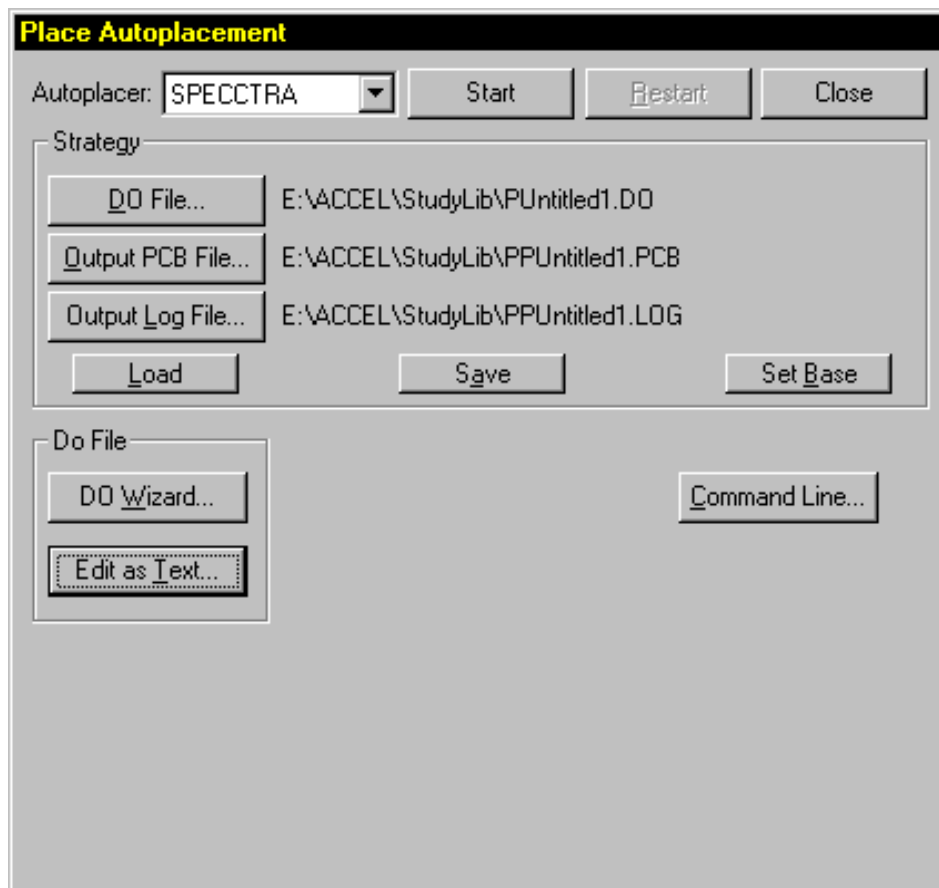 Place Autoplacement
Autoplacer: SPECCTRA Start Restart Close
Strategy
DO File... E:\ACCEL\StudyLib\PUntitled1.DO
Output PCB File... E:\ACCEL\StudyLib\PPUntitled1.PCB
Output Log File... E:\ACCEL\StudyLib\PPUntitled1.LOG
Load Save Set Base
Do File
DO Wizard... Command Line...
Edit as Text...